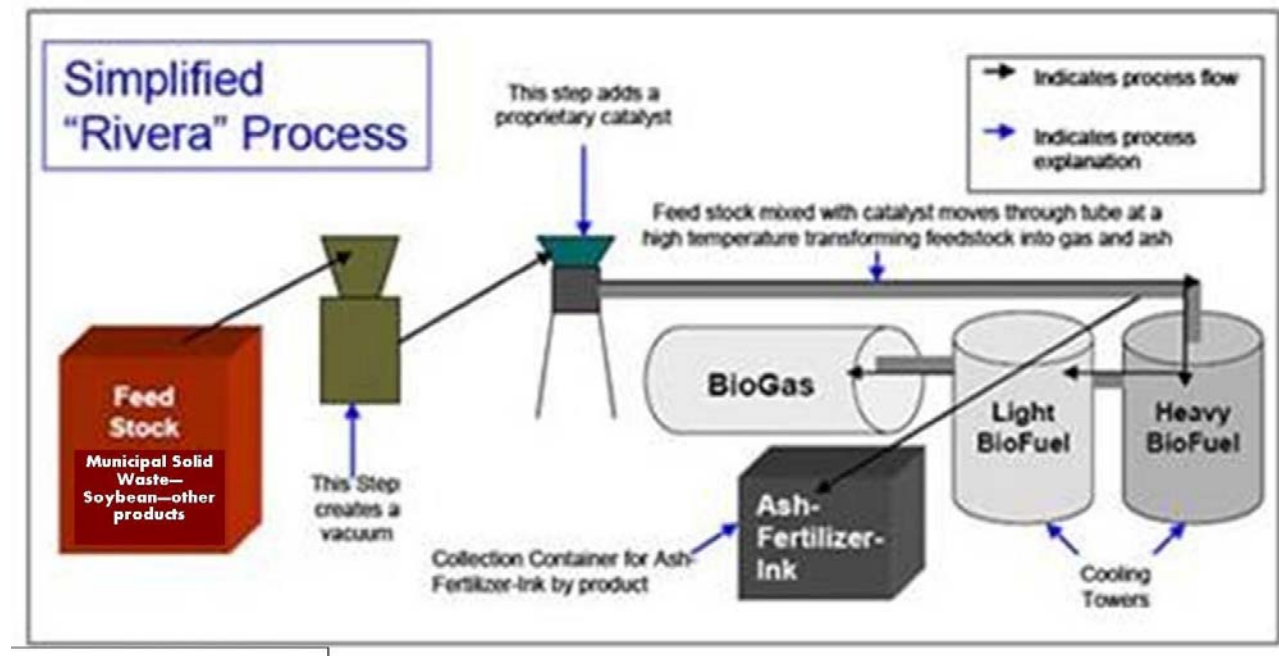 Simplified
“Rivera” Process
This step adds a
proprietary catalyst
Indicates process flow
Indicates process
explanation
Feed stock mixed with catalyst moves through tube at a
high temperature transforming feedstock into gas and ash
Feed
Stock
Municipal Solid
Waste—
Soybean—other
products
This Step
creates a
vacuum
BioGas
Light
BioFuel
Heavy
BioFuel
Ash-
Fertilizer-
Ink
Collection Container for Ash-
Fertilizer-Ink by product
Cooling
Towers